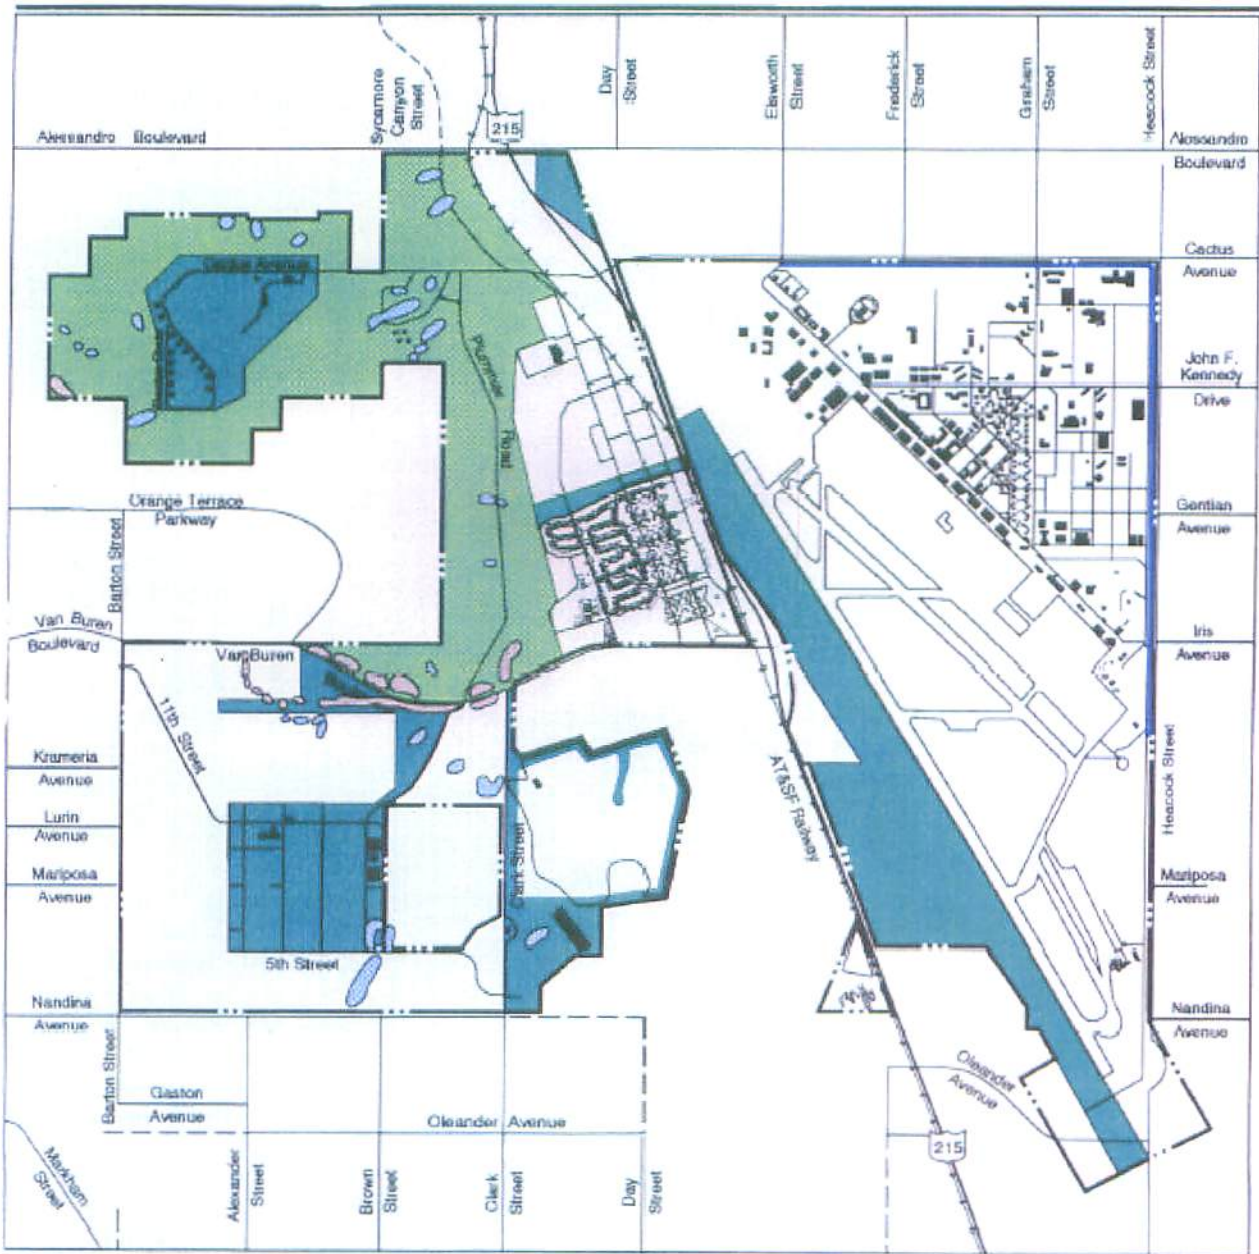 Sycamore
Canyon
Street
Day
Street
Elsworth
Street
Frederick
Street
Graham
Street
Heacock Street
215
Alessandro Boulevard
Alessandro
Boulevard
Cactus
Avenue
Cactus Avenue
John F.
Kennedy
Drive
Plummer Road
Orange Terrace
Parkway
Barton Street
Gentian
Avenue
Van Buren
Boulevard
Van Buren
Iris
Avenue
11th Street
Krameria
Avenue
AT&SF Railway
Heacock Street
Lurin
Avenue
Clark Street
Mariposa
Avenue
Mariposa
Avenue
5th Street
Nandina
Avenue
Nandina
Avenue
Barton Street
Oleander
Avenue
Gaston
Avenue
Oleander Avenue
215
Markham
Street
Alexander
Street
Brown
Street
Clark
Street
Day
Street